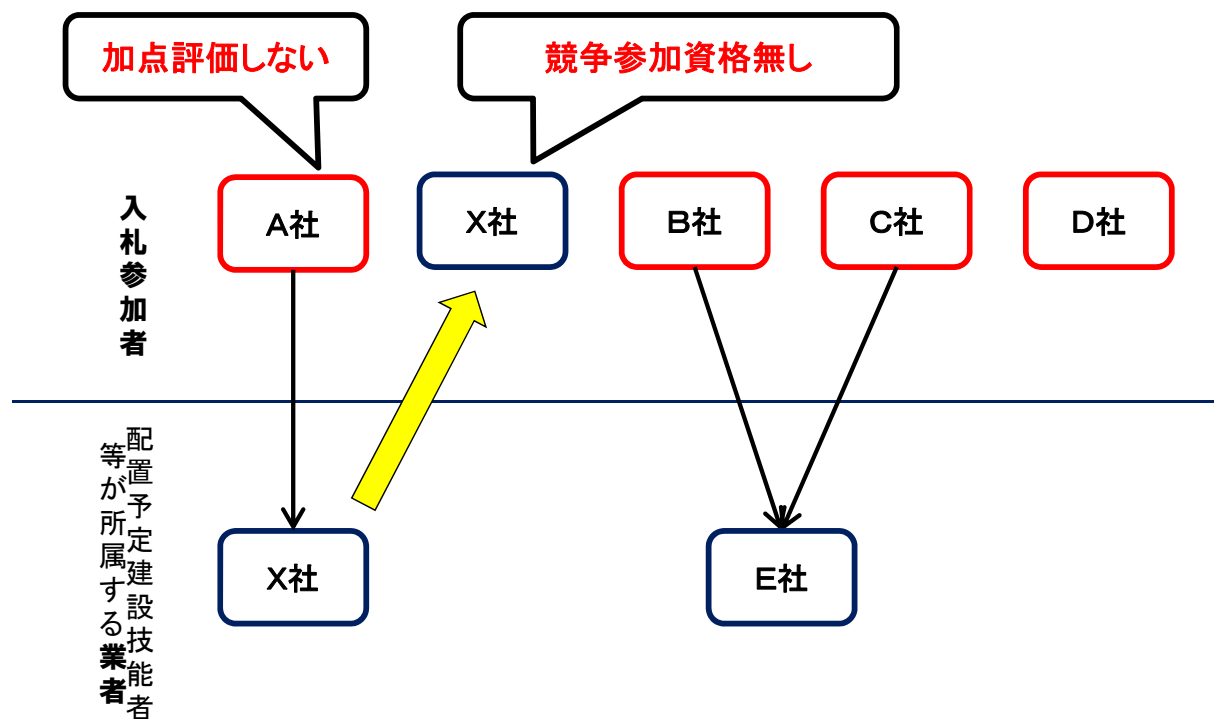 加点評価しない
競争参加資格無し
入札参加者
A社
X社
B社
C社
D社
配置予定建設技能者
等が所属する業者
X社
E社